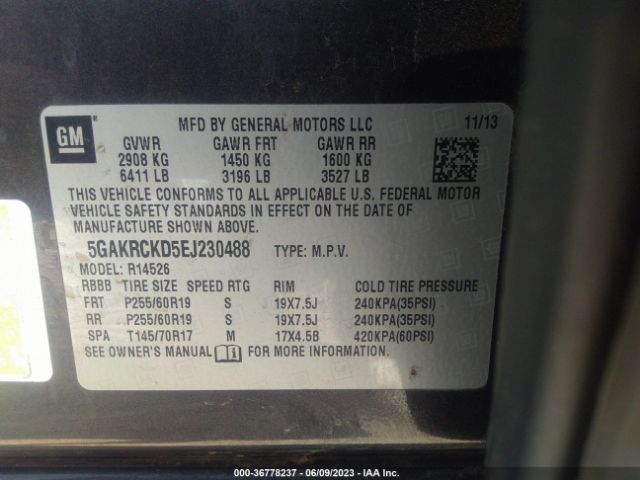 GM
MFD BY GENERAL MOTORS LLC 11/13
GVWR GAWR FRT GAWR RR
2908 KG 1450 KG 1600 KG
6411 LB 3196 LB 3527 LB
THIS VEHICLE CONFORMS TO ALL APPLICABLE U.S. FEDERAL MOTOR
VEHICLE SAFETY STANDARDS IN EFFECT ON THE DATE OF
MANUFACTURE SHOWN ABOVE.
5GAKRCKD5EJ230488 TYPE: M.P.V.
MODEL: R14526
RBBB TIRE SIZE SPEED RTG RIM COLD TIRE PRESSURE
FRT P255/60R19 S 19X7.5J 240KPA(35PSI)
RR P255/60R19 S 19X7.5J 240KPA(35PSI)
SPA T145/70R17 M 17X4.5B 420KPA(60PSI)
SEE OWNER'S MANUAL FOR MORE INFORMATION.
© 36778237 - 06/09/2023 - IAA Inc.